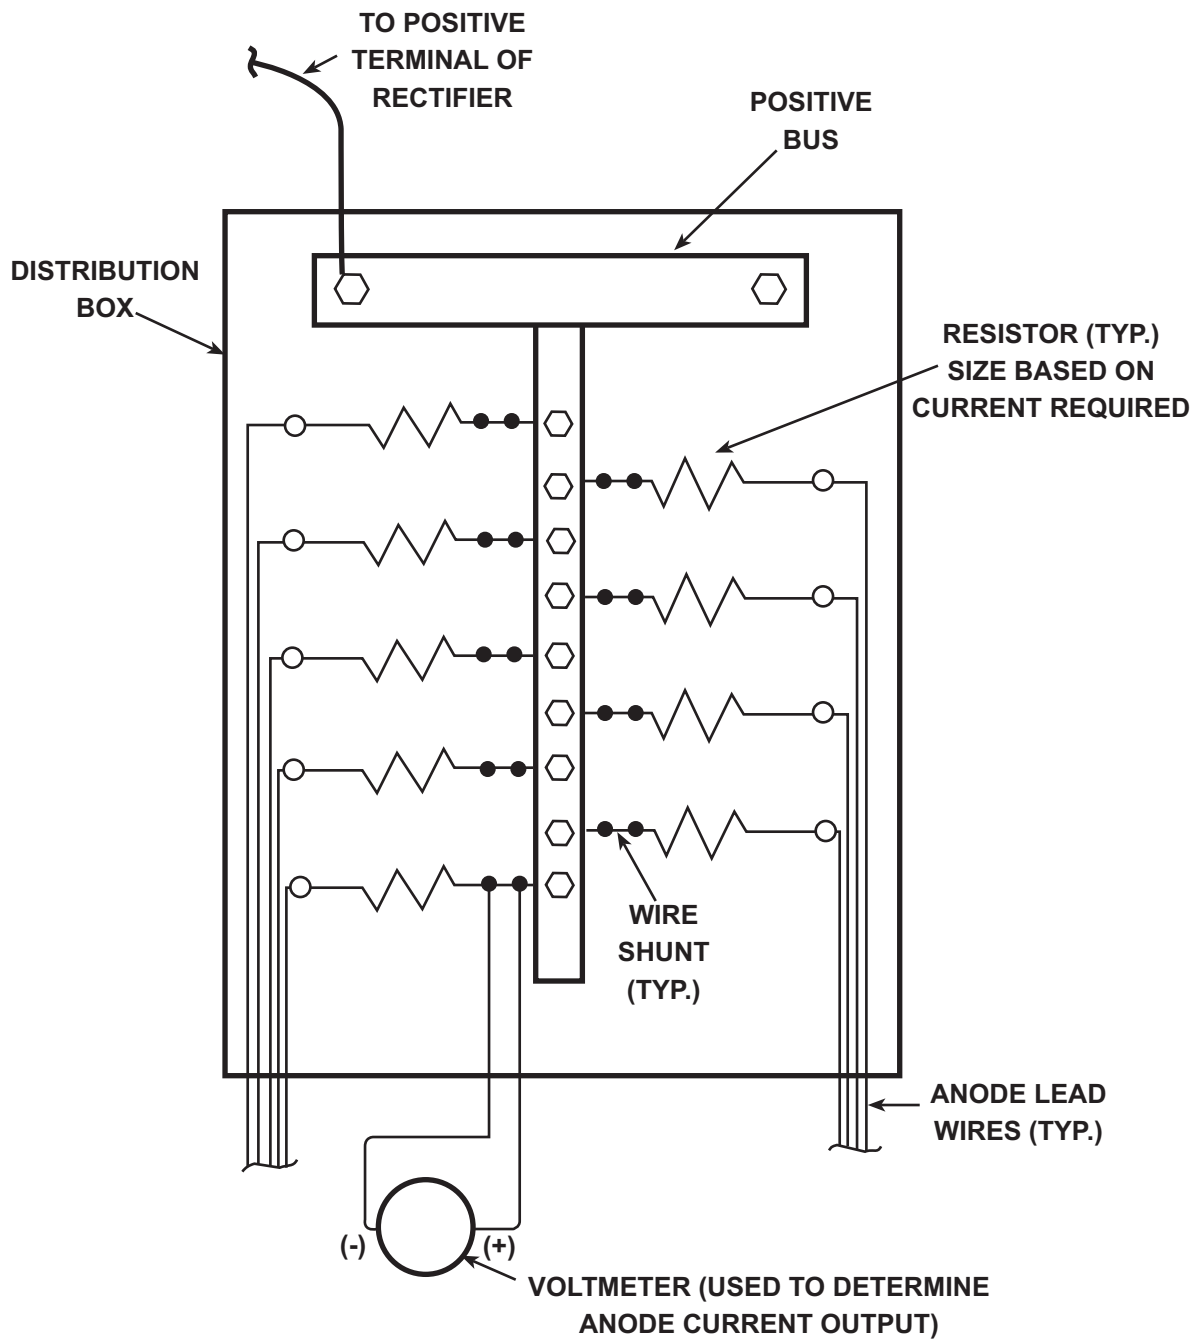 TO POSITIVE
TERMINAL OF
RECTIFIER
POSITIVE
BUS
DISTRIBUTION
BOX
RESISTOR (TYP.)
SIZE BASED ON
CURRENT REQUIRED
WIRE
SHUNT
(TYP.)
ANODE LEAD
WIRES (TYP.)
(-)
(+)
VOLTMETER (USED TO DETERMINE
ANODE CURRENT OUTPUT)